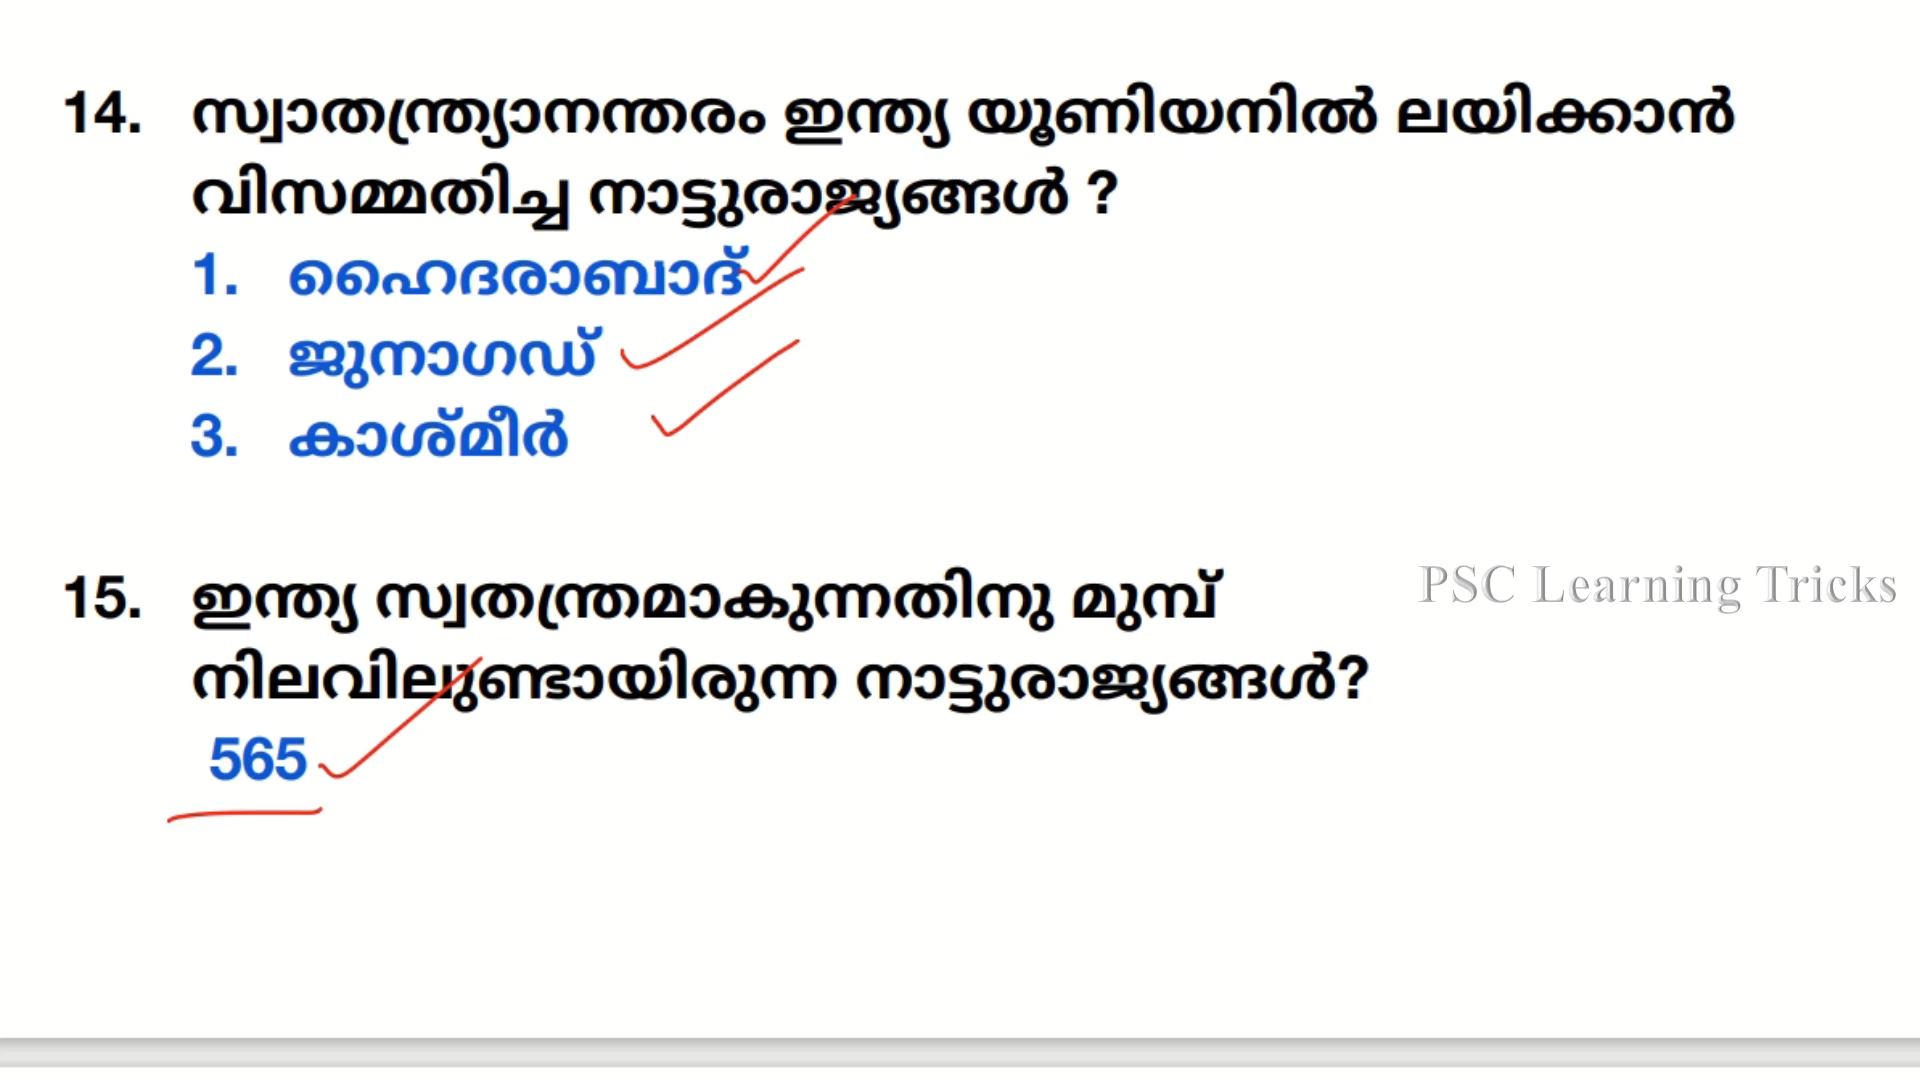 14. സ്വാതന്ത്ര്യാനന്തരം ഇന്ത്യ യൂണിയനിൽ ലയിക്കാൻ
വിസമ്മതിച്ച നാട്ടുരാജ്യങ്ങൾ ?
1. ഹൈദരാബാദ്
2. ജുനാഗഡ്
3. കാശ്മീർ
15. ഇന്ത്യ സ്വതന്ത്രമാകുന്നതിനു മുമ്പ്
PSC Learning Tricks
നിലവിലുണ്ടായിരുന്ന നാട്ടുരാജ്യങ്ങൾ?
565